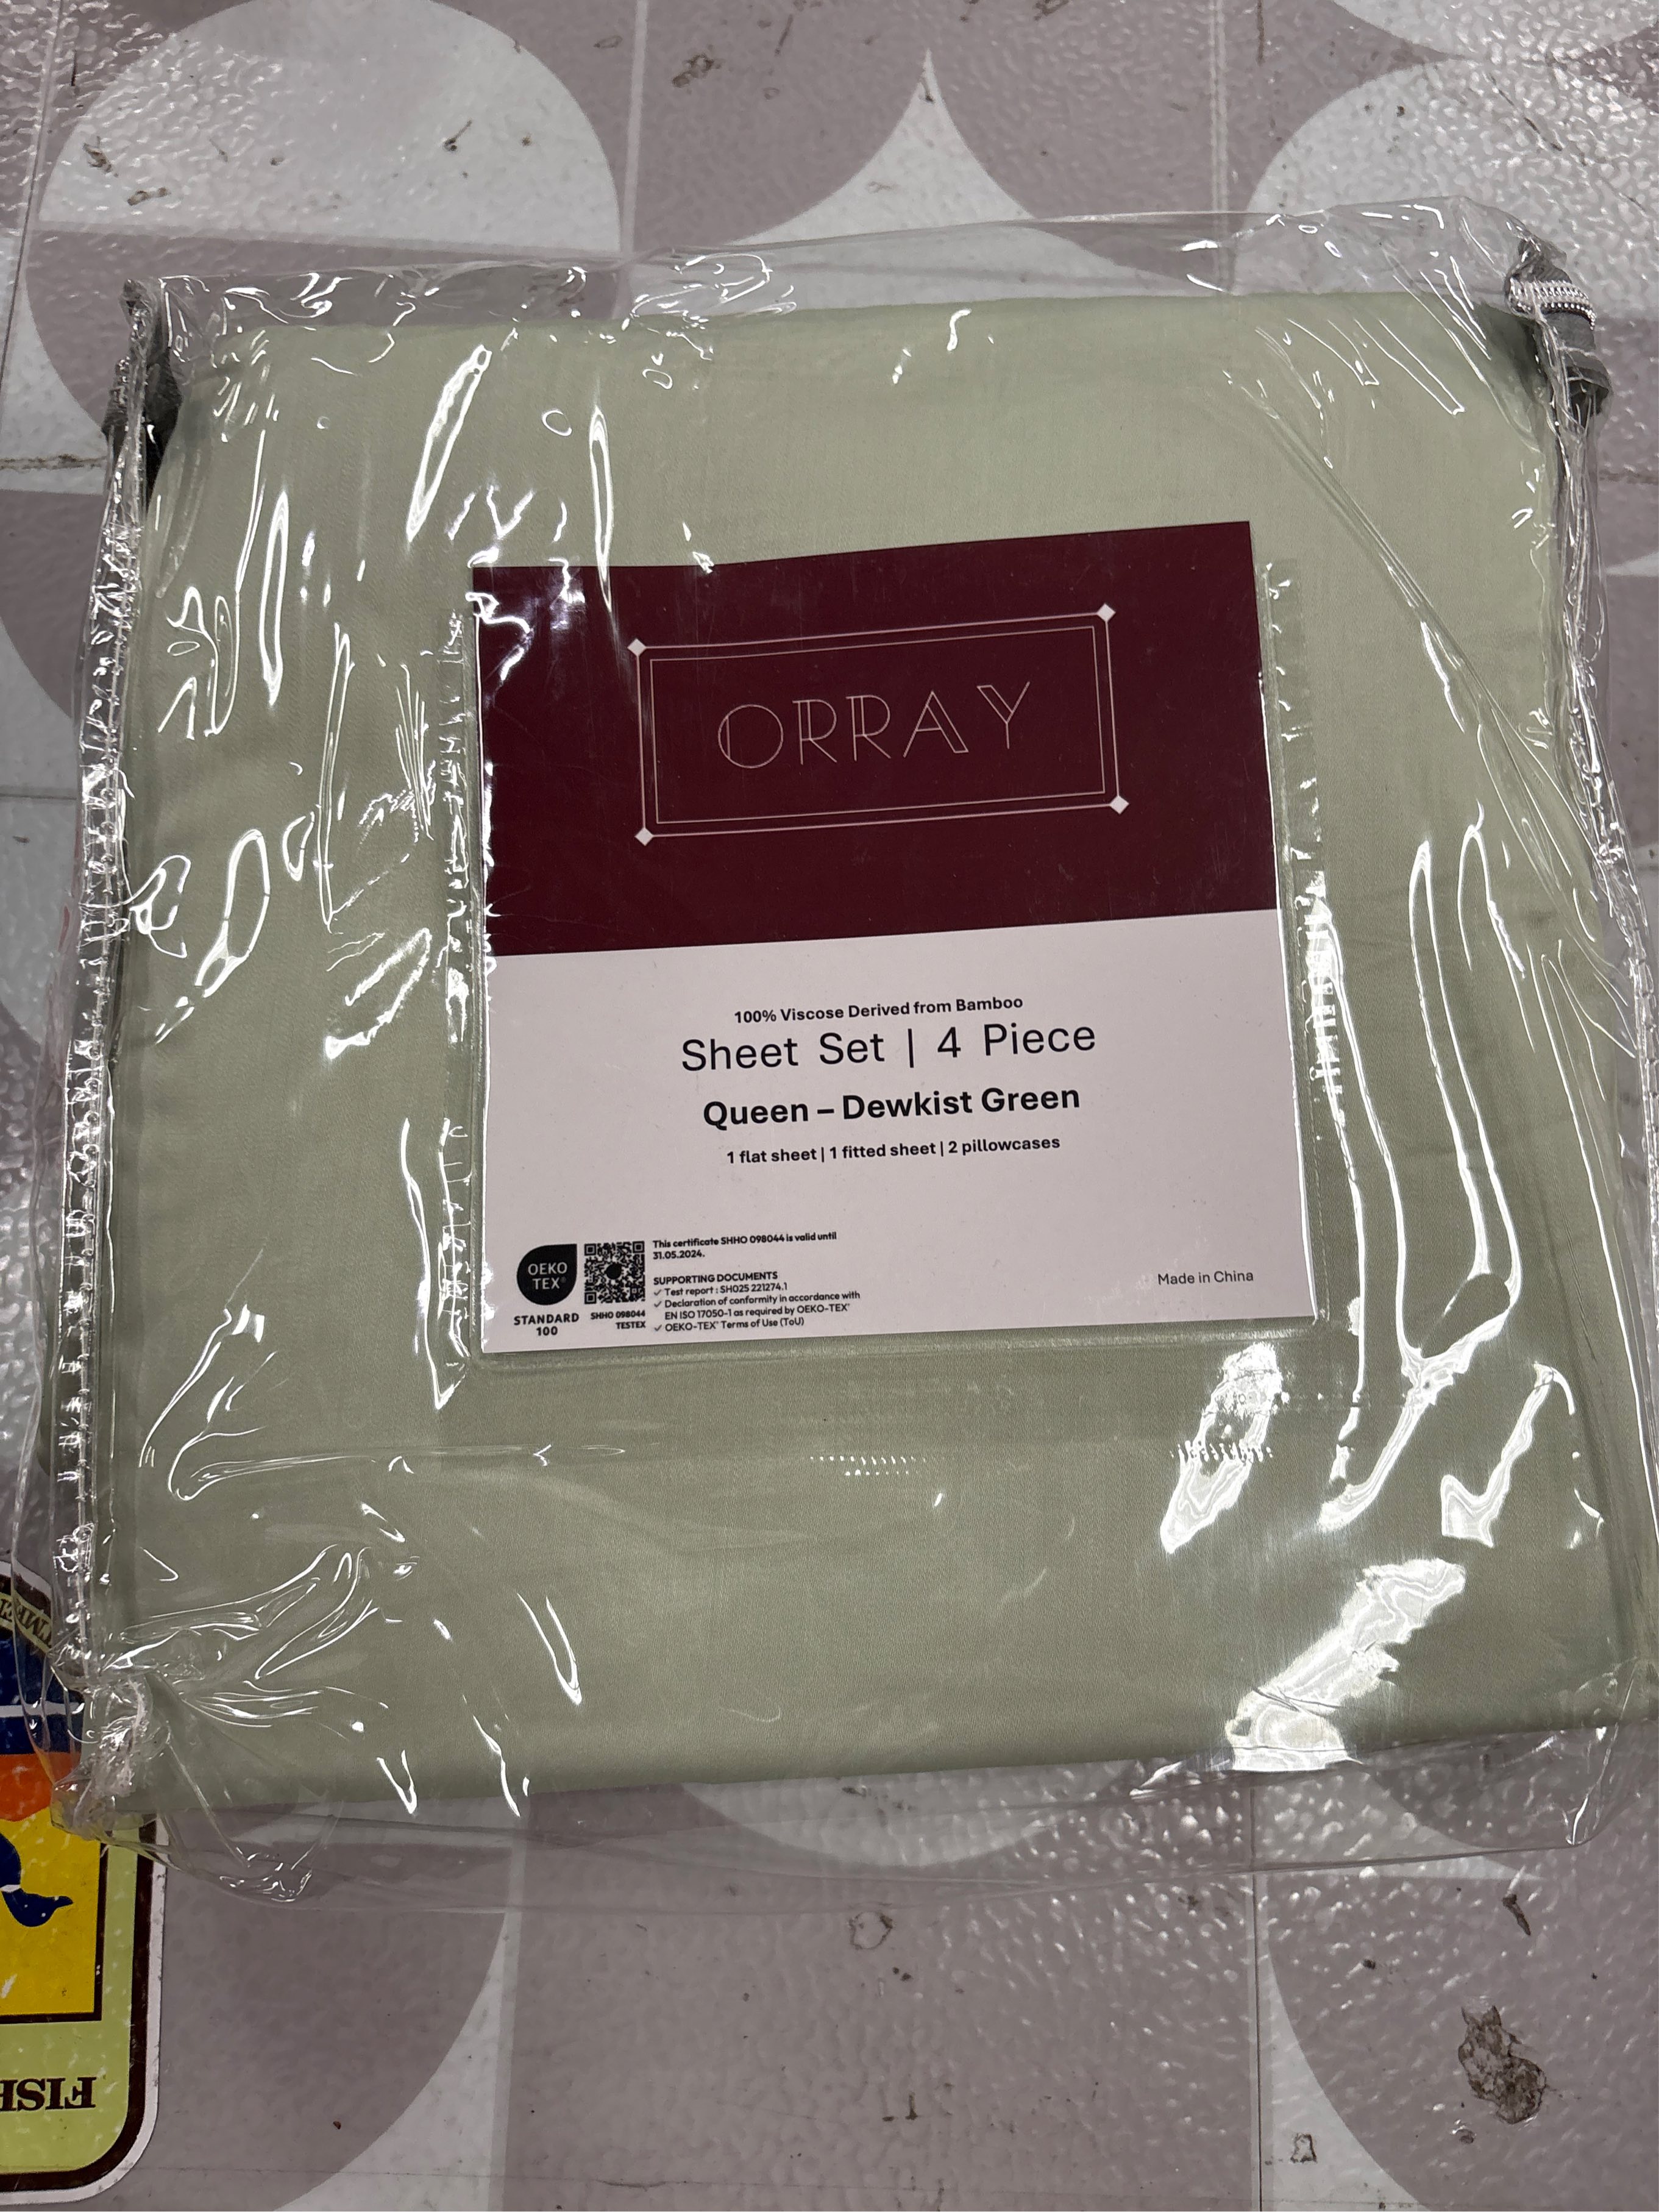 ORRAY
100% Viscose Derived from Bamboo
Sheet Set | 4 Piece
Queen – Dewkist Green
1 flat sheet | 1 fitted sheet | 2 pillowcases
OEKO
TEX®
STANDARD
100
SHHO 098044
TESTEX
This certificate SHHO 098044 is valid until
31.05.2024.
SUPPORTING DOCUMENTS
✓ Test report : SH025 221274.1
✓ Declaration of conformity in accordance with
EN ISO 17050-1 as required by OEKO-TEX®
✓ OEKO-TEX® Terms of Use (ToU)
Made in China